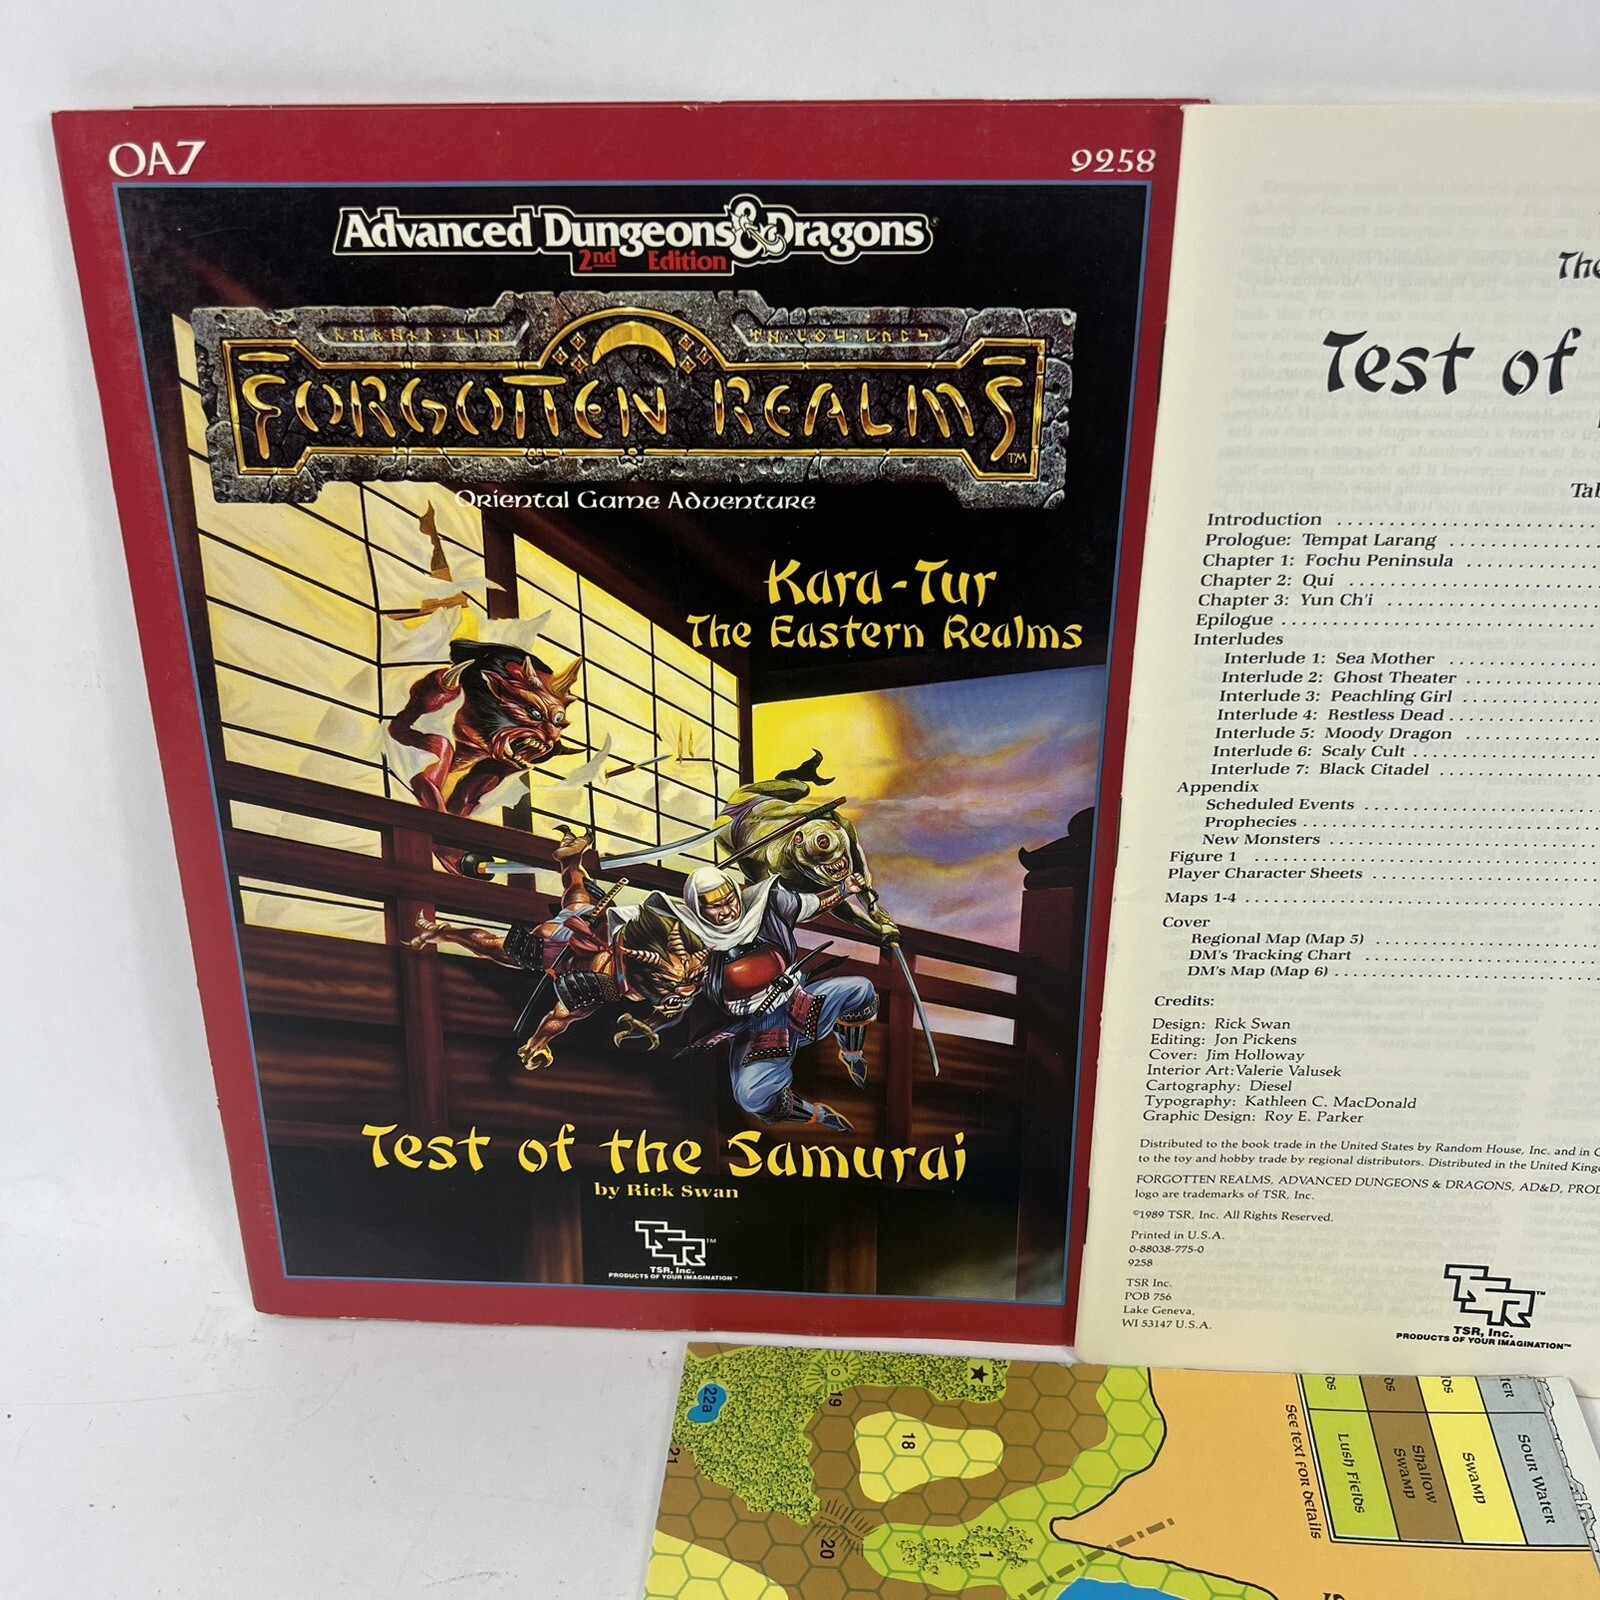 OA7
9258
Advanced Dungeons & Dragons®
2nd Edition
FORGOTTEN REALMS™
Oriental Game Adventure
Kara-Tur
The Eastern Realms
Test of the Samurai
by Rick Swan
TSR™
TSR, Inc.
PRODUCTS OF YOUR IMAGINATION™
The
Test of
Introduction
Prologue: Tempat Larang
Chapter 1: Fochu Peninsula
Chapter 2: Qui
Chapter 3: Yun Ch'i
Epilogue
Interludes
Interlude 1: Sea Mother
Interlude 2: Ghost Theater
Interlude 3: Peachling Girl
Interlude 4: Restless Dead
Interlude 5: Moody Dragon
Interlude 6: Scaly Cult
Interlude 7: Black Citadel
Appendix
Scheduled Events
Prophecies
New Monsters
Figure 1
Player Character Sheets
Maps 1-4
Cover
Regional Map (Map 5)
DM's Tracking Chart
DM's Map (Map 6)
Credits:
Design: Rick Swan
Editing: Jon Pickens
Cover: Jim Holloway
Interior Art: Valerie Valusek
Cartography: Diesel
Typography: Kathleen C. MacDonald
Graphic Design: Roy E. Parker
Distributed to the book trade in the United States by Random House, Inc. and in
to the toy and hobby trade by regional distributors. Distributed in the United
FORGOTTEN REALMS, ADVANCED DUNGEONS & DRAGONS, AD&D,
logo are trademarks of TSR, Inc.
©1989 TSR, Inc. All Rights Reserved.
Printed in U.S.A.
0-88038-775-0
9258
TSR Inc.
POB 756
Lake Geneva,
WI 53147 U.S.A.
TSR™
TSR, Inc.
PRODUCTS OF YOUR IMAGINATION™
22a
19
18
21
20
1
See text for details
Lush Fields
Shallow Swamp
Swamp
Sour Water